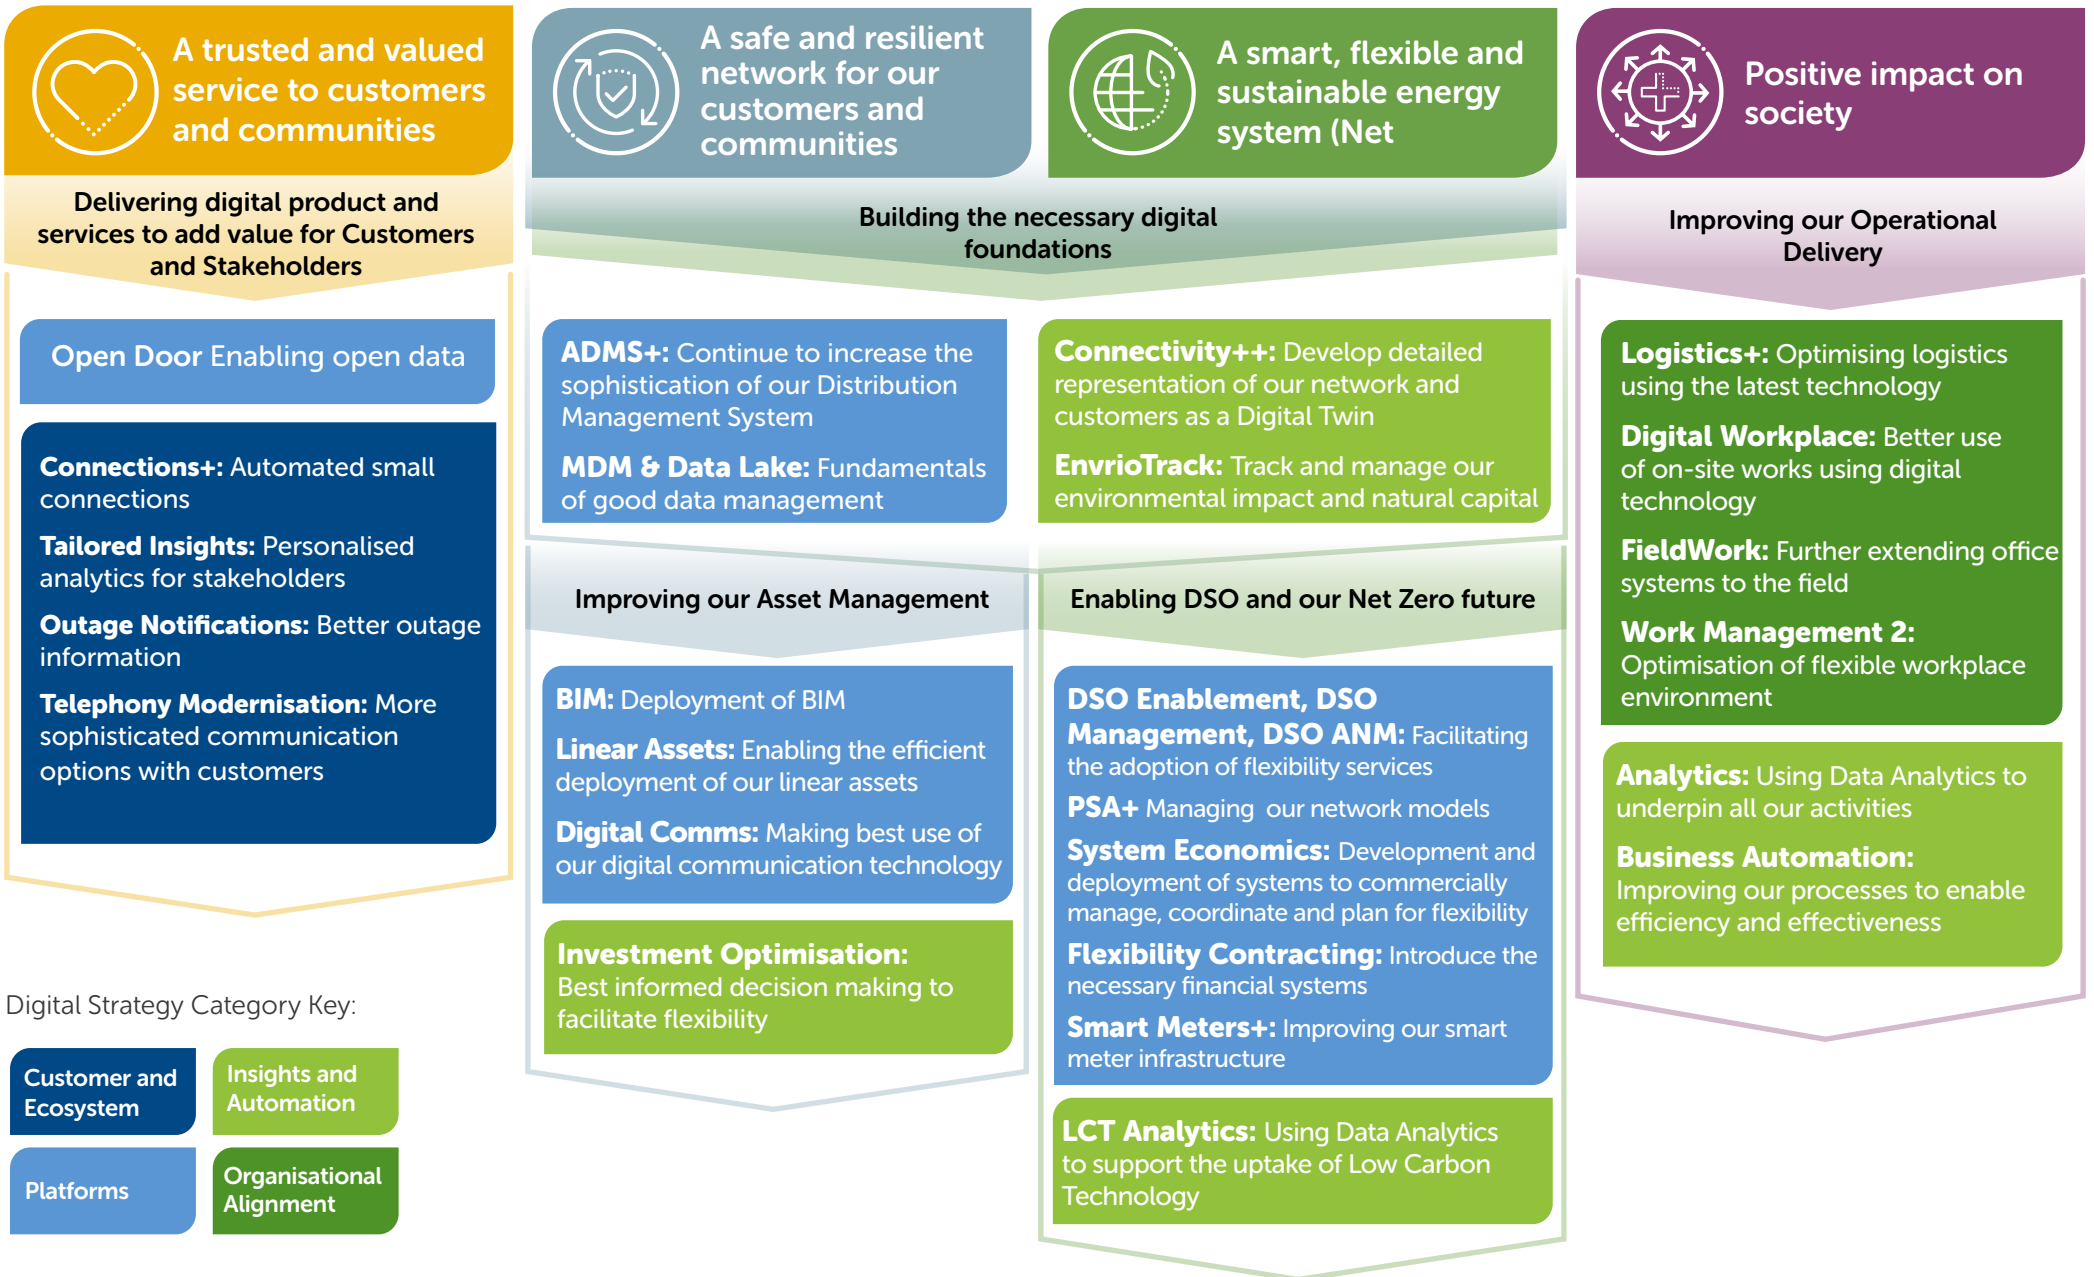 A trusted and valued
service to customers
and communities
Delivering digital product and
services to add value for Customers
and Stakeholders
Open Door Enabling open data
Connections+: Automated small
connections
Tailored Insights: Personalised
analytics for stakeholders
Outage Notifications: Better outage
information
Telephony Modernisation: More
sophisticated communication
options with customers
Digital Strategy Category Key:
Customer and
Ecosystem
Insights and
Automation
Platforms
Organisational
Alignment
A safe and resilient
network for our
customers and
communities
A smart, flexible and
sustainable energy
system (Net
Building the necessary digital
foundations
ADMS+: Continue to increase the
sophistication of our Distribution
Management System
MDM & Data Lake: Fundamentals
of good data management
Connectivity++: Develop detailed
representation of our network and
customers as a Digital Twin
EnvrioTrack: Track and manage our
environmental impact and natural capital
Improving our Asset Management
BIM: Deployment of BIM
Linear Assets: Enabling the efficient
deployment of our linear assets
Digital Comms: Making best use of
our digital communication technology
Investment Optimisation:
Best informed decision making to
facilitate flexibility
Enabling DSO and our Net Zero future
DSO Enablement, DSO
Management, DSO ANM: Facilitating
the adoption of flexibility services
PSA+ Managing our network models
System Economics: Development and
deployment of systems to commercially
manage, coordinate and plan for flexibility
Flexibility Contracting: Introduce the
necessary financial systems
Smart Meters+: Improving our smart
meter infrastructure
LCT Analytics: Using Data Analytics
to support the uptake of Low Carbon
Technology
Positive impact on
society
Improving our Operational
Delivery
Logistics+: Optimising logistics
using the latest technology
Digital Workplace: Better use
of on-site works using digital
technology
FieldWork: Further extending office
systems to the field
Work Management 2:
Optimisation of flexible workplace
environment
Analytics: Using Data Analytics to
underpin all our activities
Business Automation:
Improving our processes to enable
efficiency and effectiveness